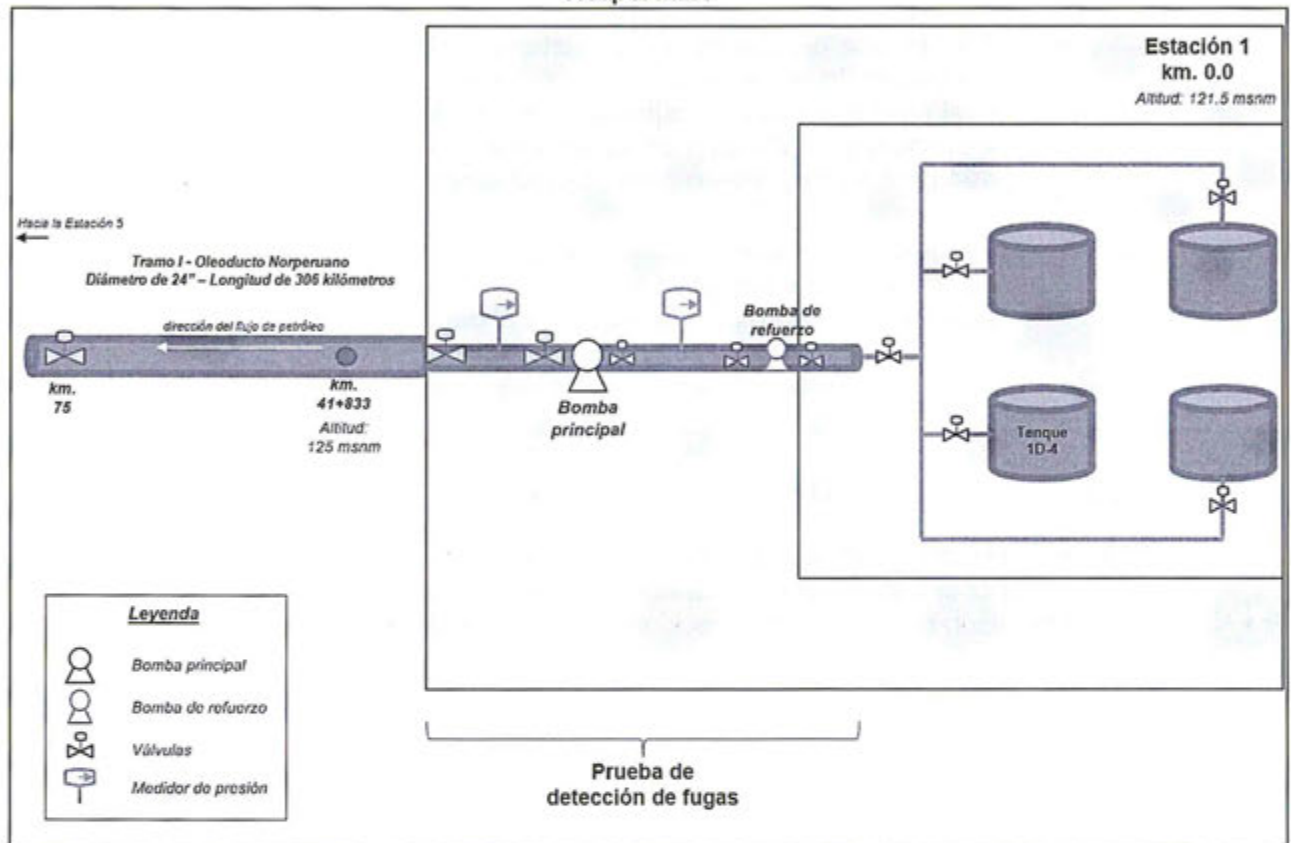 Estación 1
km. 0.0
Altitud: 121.5 msnm
Hacia la Estación 5
Tramo I - Oleoducto Norperuano
Diámetro de 24" – Longitud de 306 kilómetros
dirección del flujo de petróleo
Bomba de
refuerzo
km.
75
km.
41+833
Altitud:
125 msnm
Bomba
principal
Tanque
1D-4
Leyenda
Bomba principal
Bomba de refuerzo
Válvulas
Medidor de presión
Prueba de
detección de fugas